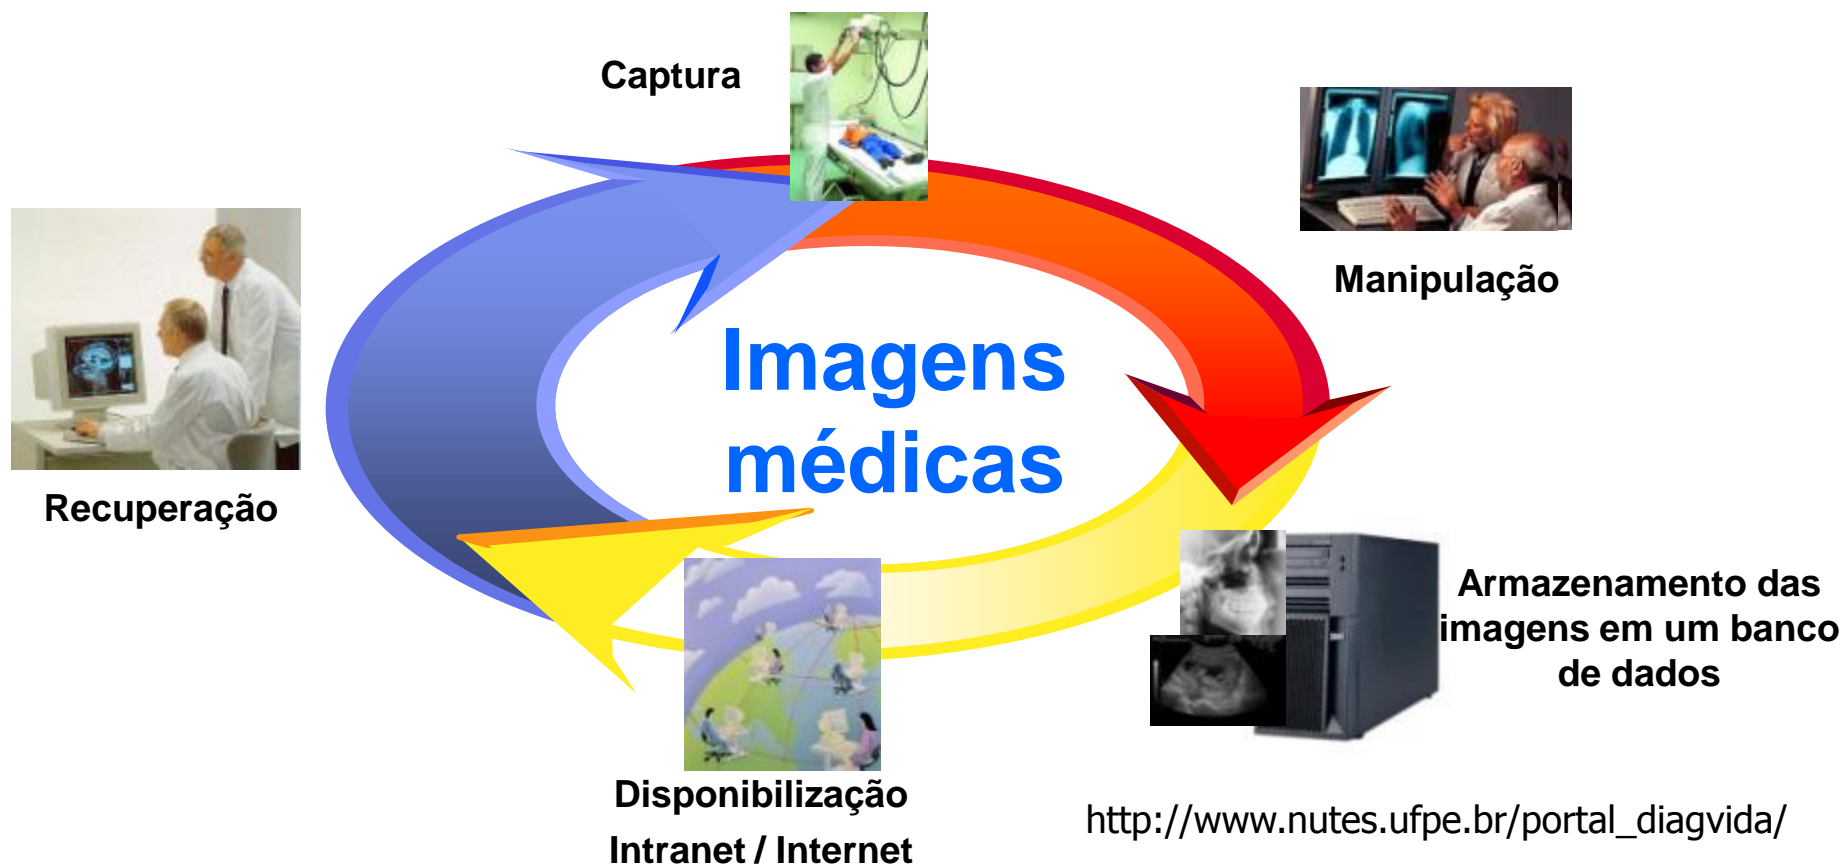 Captura
Manipulação
Imagens
médicas
Recuperação
Armazenamento das
imagens em um banco
de dados
Disponibilização
Intranet / Internet
http://www.nutes.ufpe.br/portal_diagvida/